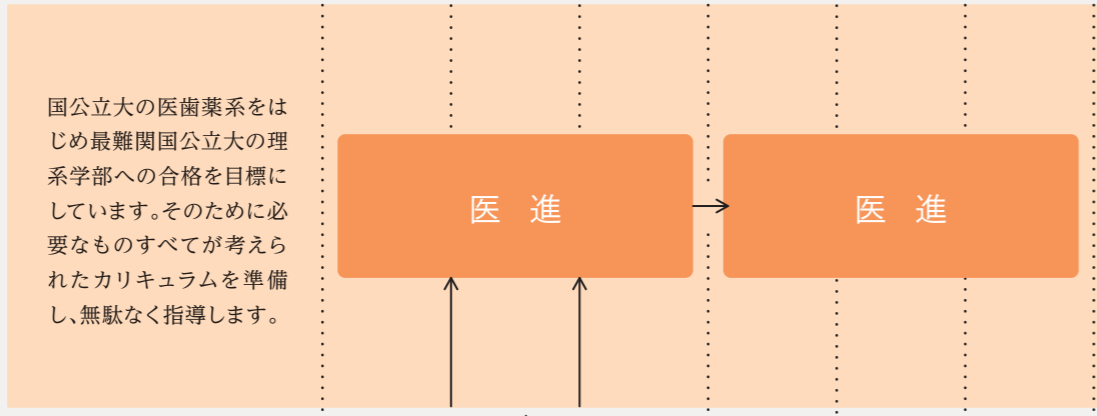 国公立大の医歯薬系をは
じめ最難関国公立大の理
系学部への合格を目標に
しています。そのために必
要なものすべてが考えら
れたカリキュラムを準備
し、無駄なく指導します。
医 進
医 進